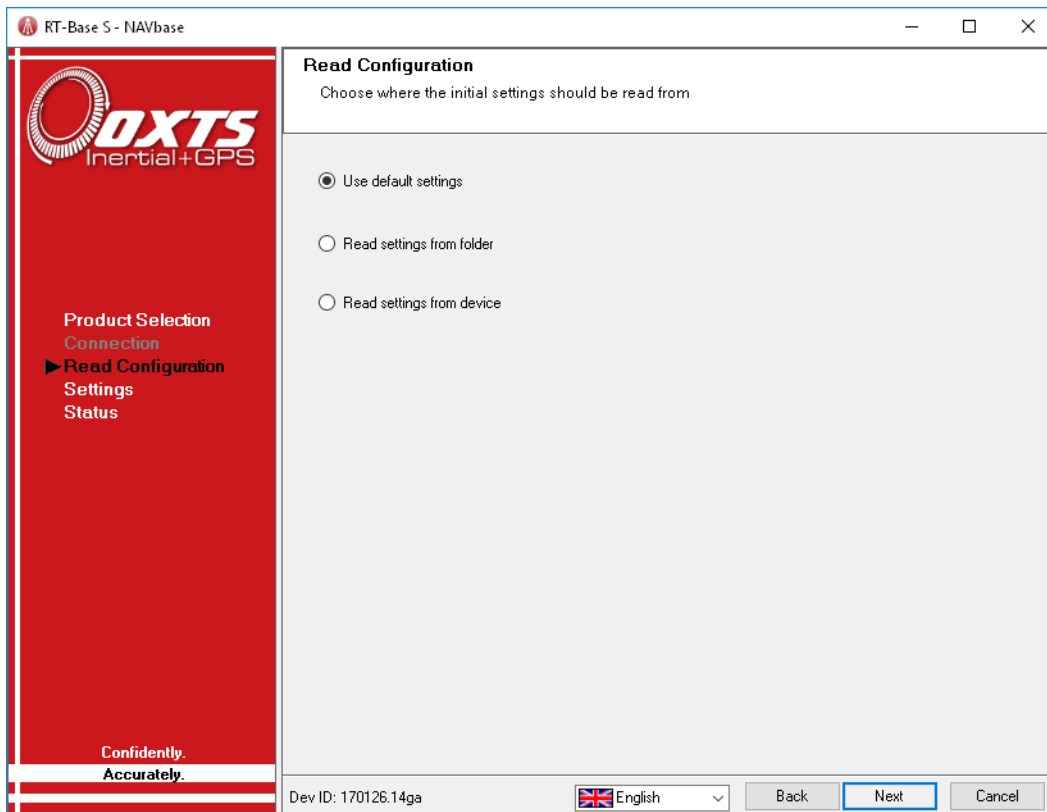 RT-Base S - NAVbase
OXTS
Inertial+GPS
Product Selection
Connection
Read Configuration
Settings
Status
Confidently.
Accurately.
Read Configuration
Choose where the initial settings should be read from
Use default settings
Read settings from folder
Read settings from device
Dev ID: 170126.14ga
English
Back
Next
Cancel